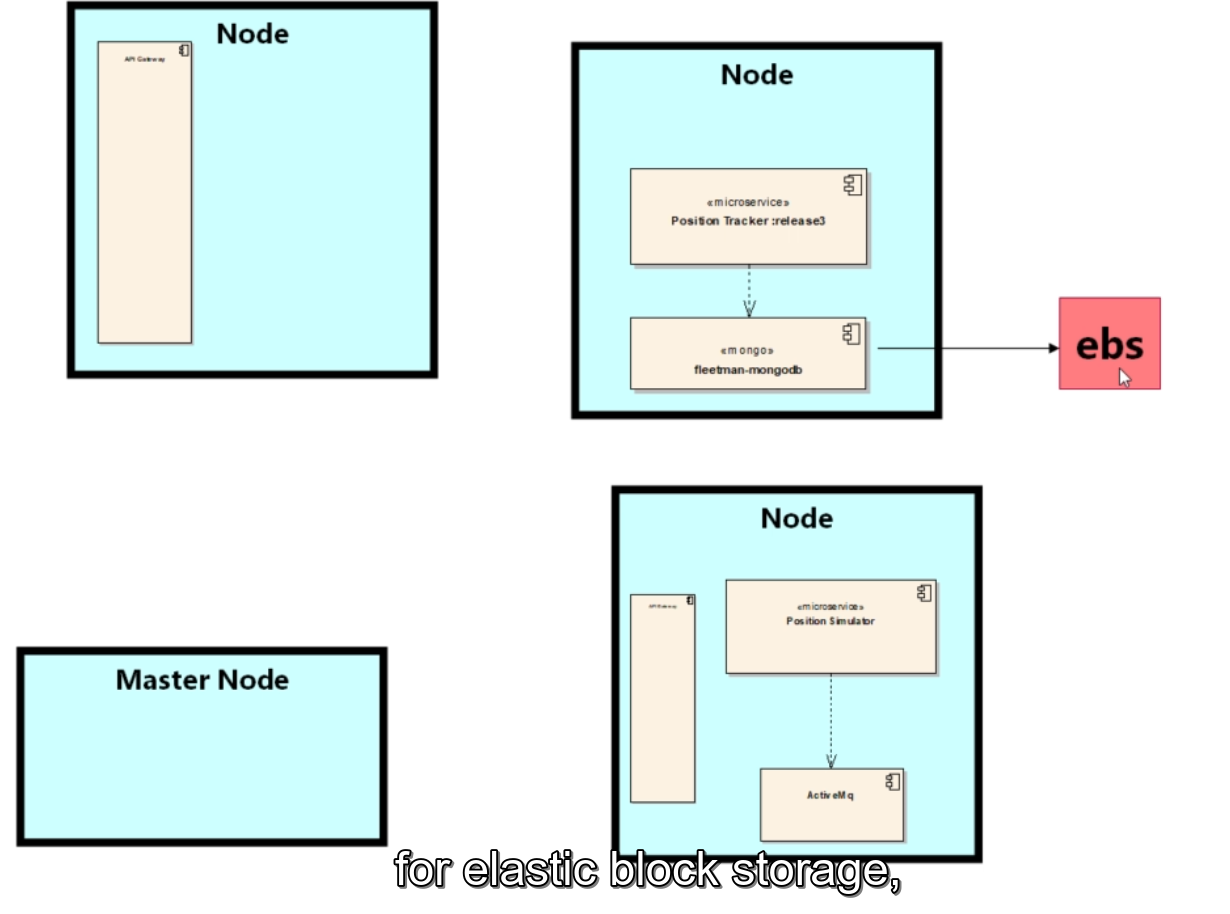 Node
API Gateway
Node
«microservice»
Position Tracker :release3
«mongo»
fleetman-mongodb
ebs
Node
API Gateway
«microservice»
Position Simulator
ActiveMq
Master Node
for elastic block storage,